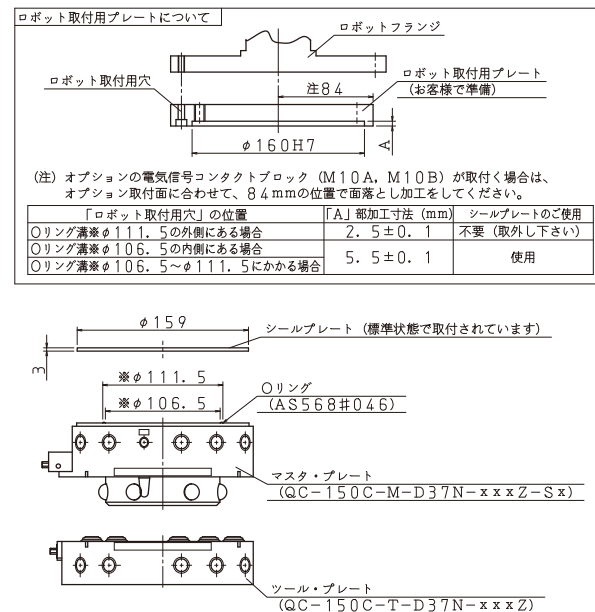 ロボット取付用プレートについて
ロボットフランジ
ロボット取付用穴
注84
ロボット取付用プレート
(お客様で準備)
φ160H7
A
(注) オプションの電気信号コンタクトブロック (M10A, M10B) が取付く場合は、
オプション取付面に合わせて、84mmの位置で面落とし加工をしてください。
「ロボット取付用穴」の位置 「A」部加工寸法 (mm) シールプレートのご使用
Oリング溝※φ111.5の外側にある場合 2.5±0.1 不要 (取外し下さい)
Oリング溝※φ106.5の内側にある場合 5.5±0.1 使用
Oリング溝※φ106.5~φ111.5にかかる場合
φ159
シールプレート (標準状態で取付されています)
3
※φ111.5
※φ106.5
Oリング
(AS568#046)
マスタ・プレート
(QC-150C-M-D37N-xxxZ-Sx)
ツール・プレート
(QC-150C-T-D37N-xxxZ)